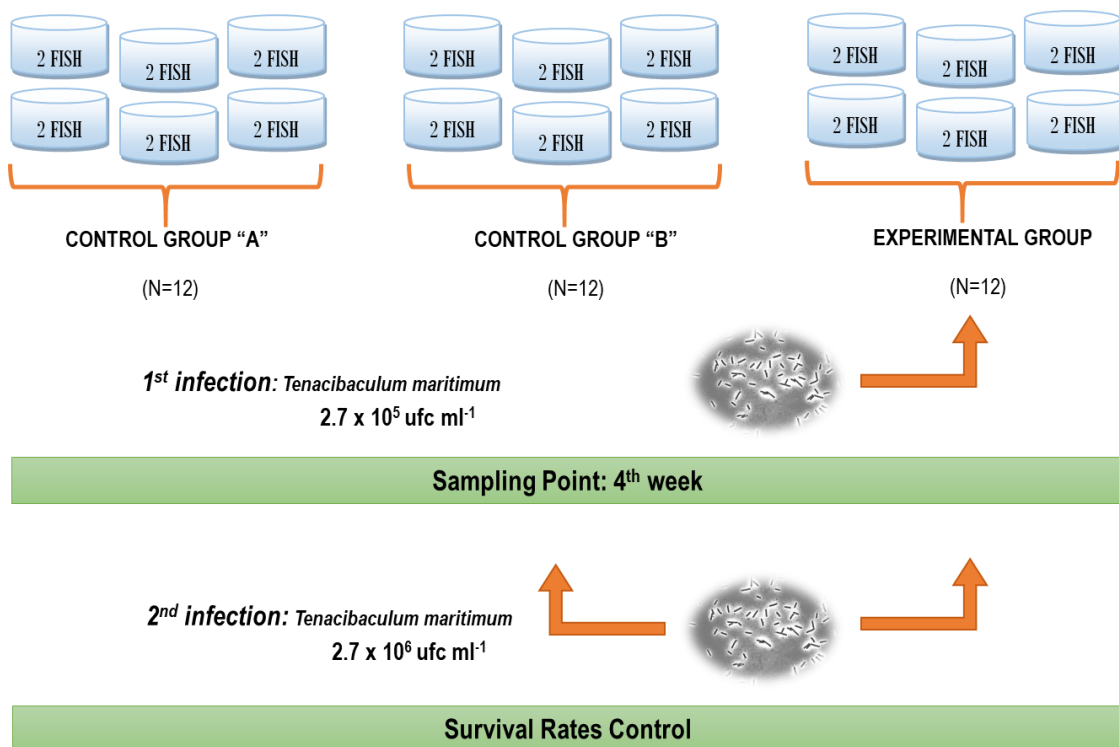 2 FISH 2 FISH 2 FISH 2 FISH 2 FISH 2 FISH 2 FISH 2 FISH 2 FISH
2 FISH 2 FISH 2 FISH 2 FISH 2 FISH 2 FISH 2 FISH 2 FISH 2 FISH
CONTROL GROUP “A” CONTROL GROUP “B” EXPERIMENTAL GROUP
(N=12) (N=12) (N=12)
1st infection: Tenacibaculum maritimum
2.7 x 10⁵ ufc ml⁻¹
Sampling Point: 4th week
2nd infection: Tenacibaculum maritimum
2.7 x 10⁶ ufc ml⁻¹
Survival Rates Control